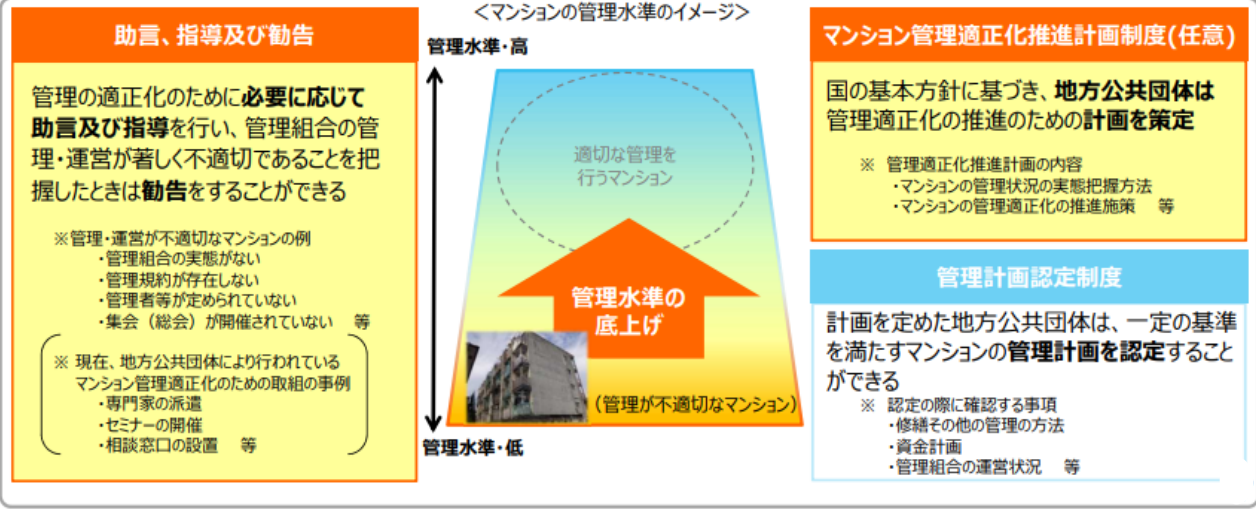 助言、指導及び勧告
管理の適正化のために必要に応じて
助言及び指導を行い、管理組合の管
理・運営が著しく不適切であることを把
握したときは勧告をすることができる
※管理・運営が不適切なマンションの例
・管理組合の実態がない
・管理規約が存在しない
・管理者等が定められていない
・集会（総会）が開催されていない　等
※ 現在、地方公共団体により行われている
マンション管理適正化のための取組の事例
・専門家の派遣
・セミナーの開催
・相談窓口の設置　等
＜マンションの管理水準のイメージ＞
管理水準・高
適切な管理を
行うマンション
管理水準の
底上げ
（管理が不適切なマンション）
管理水準・低
マンション管理適正化推進計画制度(任意)
国の基本方針に基づき、地方公共団体は
管理適正化の推進のための計画を策定
※ 管理適正化推進計画の内容
・マンションの管理状況の実態把握方法
・マンションの管理適正化の推進施策　等
管理計画認定制度
計画を定めた地方公共団体は、一定の基準
を満たすマンションの管理計画を認定すること
ができる
※ 認定の際に確認する事項
・修繕その他の管理の方法
・資金計画
・管理組合の運営状況　等